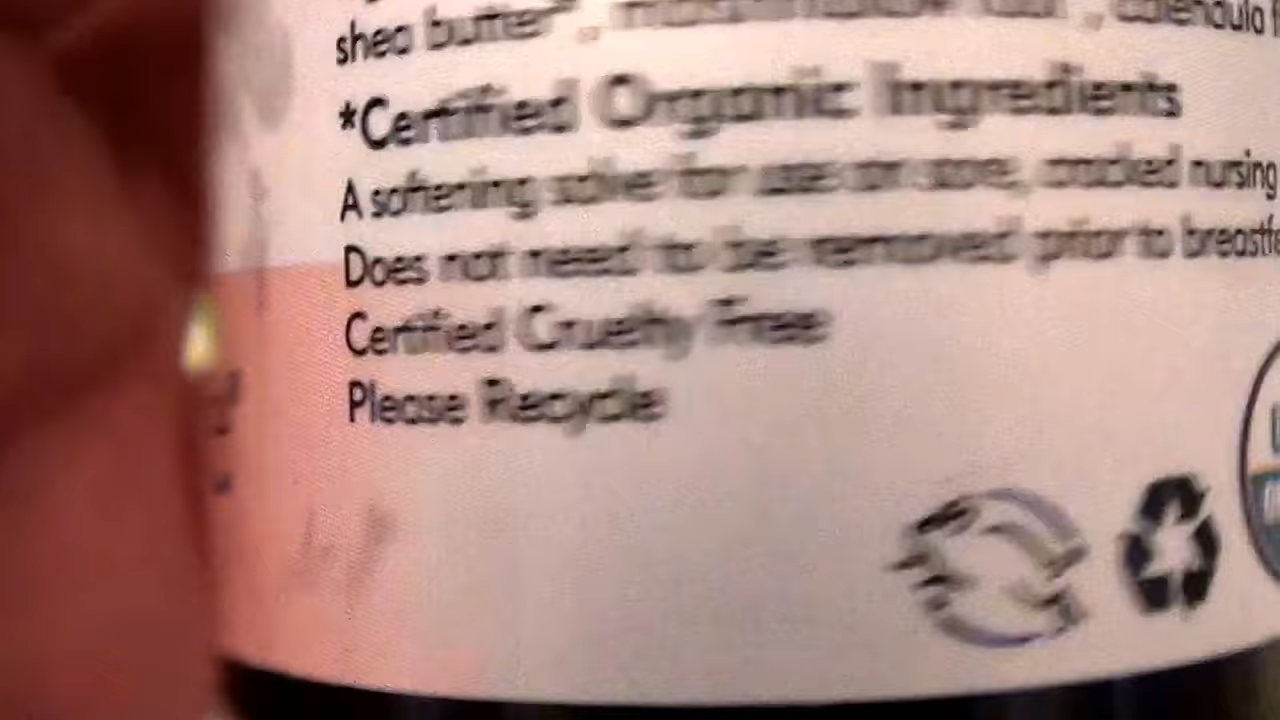 shea butter*, marshmallow root*, calendula
*Certified Organic Ingredients
A softening salve for use on sore, cracked nursing
Does not need to be removed prior to
Certified Cruelty Free
Please Recycle